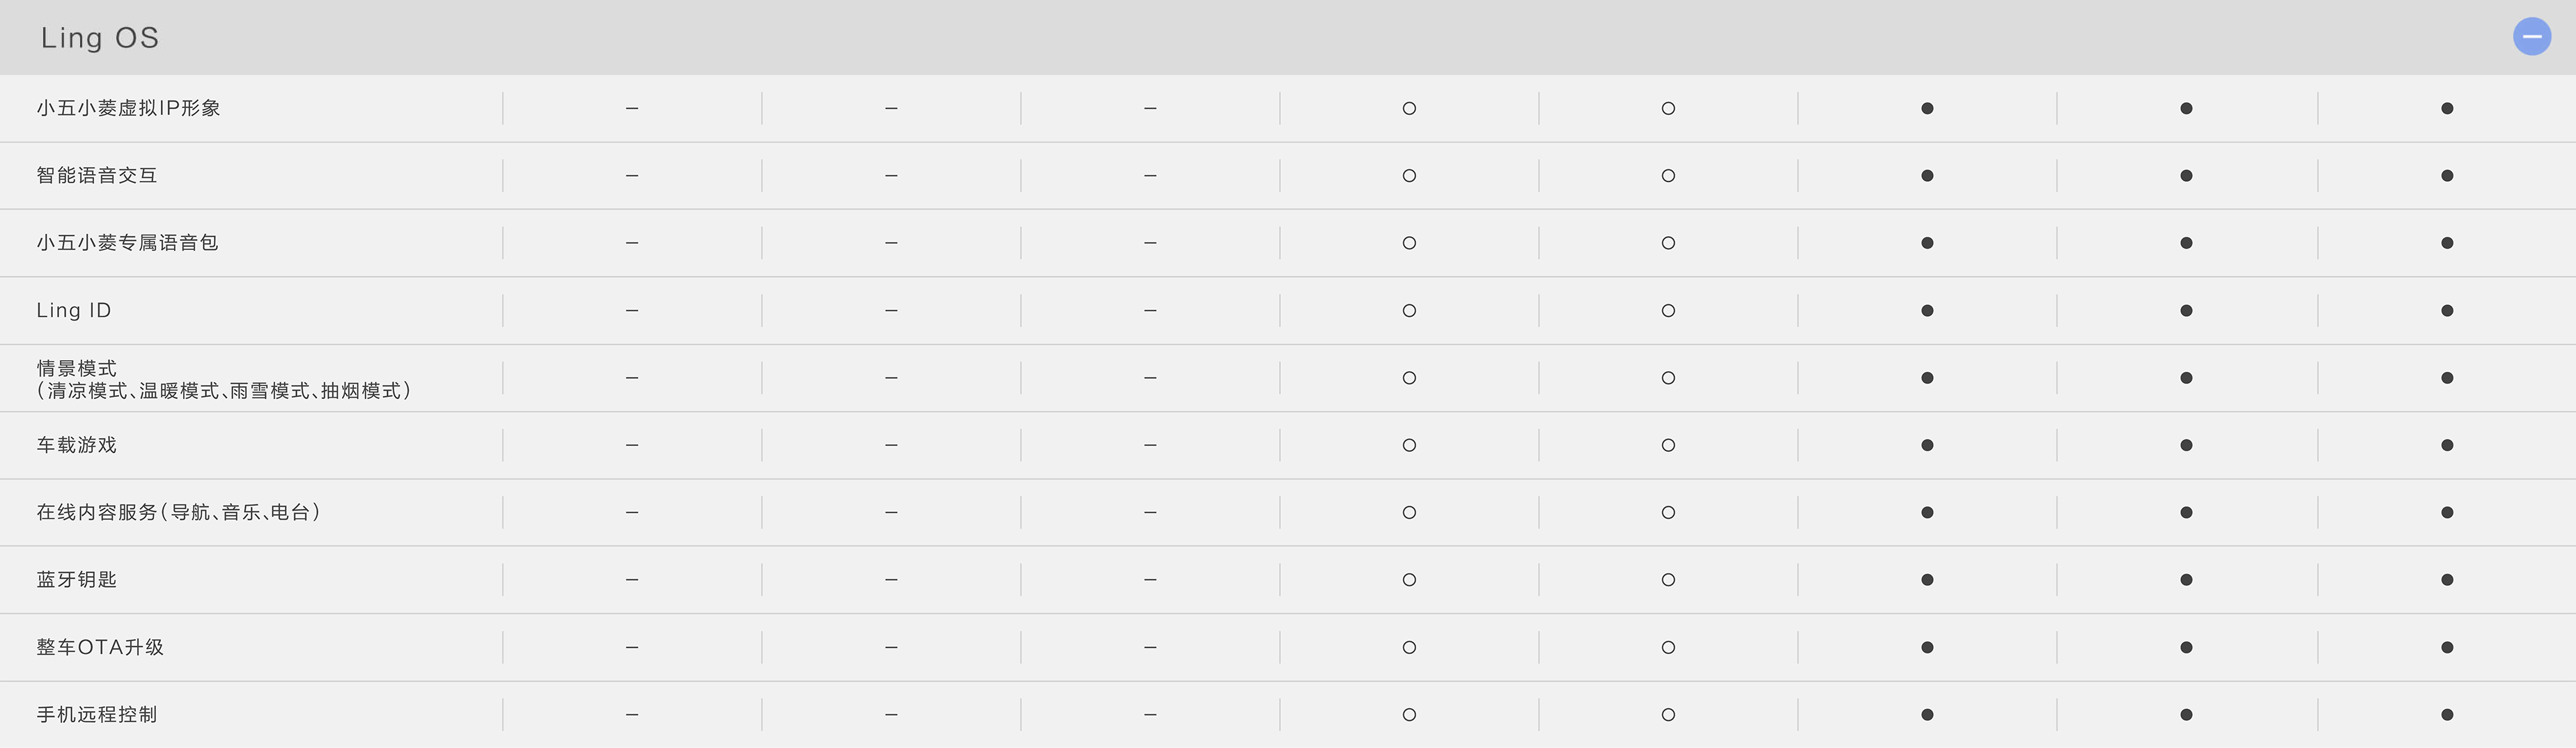 Ling OS
小五小菱虚拟IP形象 – – – ○ ○ ● ● ●
智能语音交互 – – – ○ ○ ● ● ●
小五小菱专属语音包 – – – ○ ○ ● ● ●
Ling ID – – – ○ ○ ● ● ●
情景模式
(清凉模式、温暖模式、雨雪模式、抽烟模式) – – – ○ ○ ● ● ●
车载游戏 – – – ○ ○ ● ● ●
在线内容服务(导航、音乐、电台) – – – ○ ○ ● ● ●
蓝牙钥匙 – – – ○ ○ ● ● ●
整车OTA升级 – – – ○ ○ ● ● ●
手机远程控制 – – – ○ ○ ● ● ●